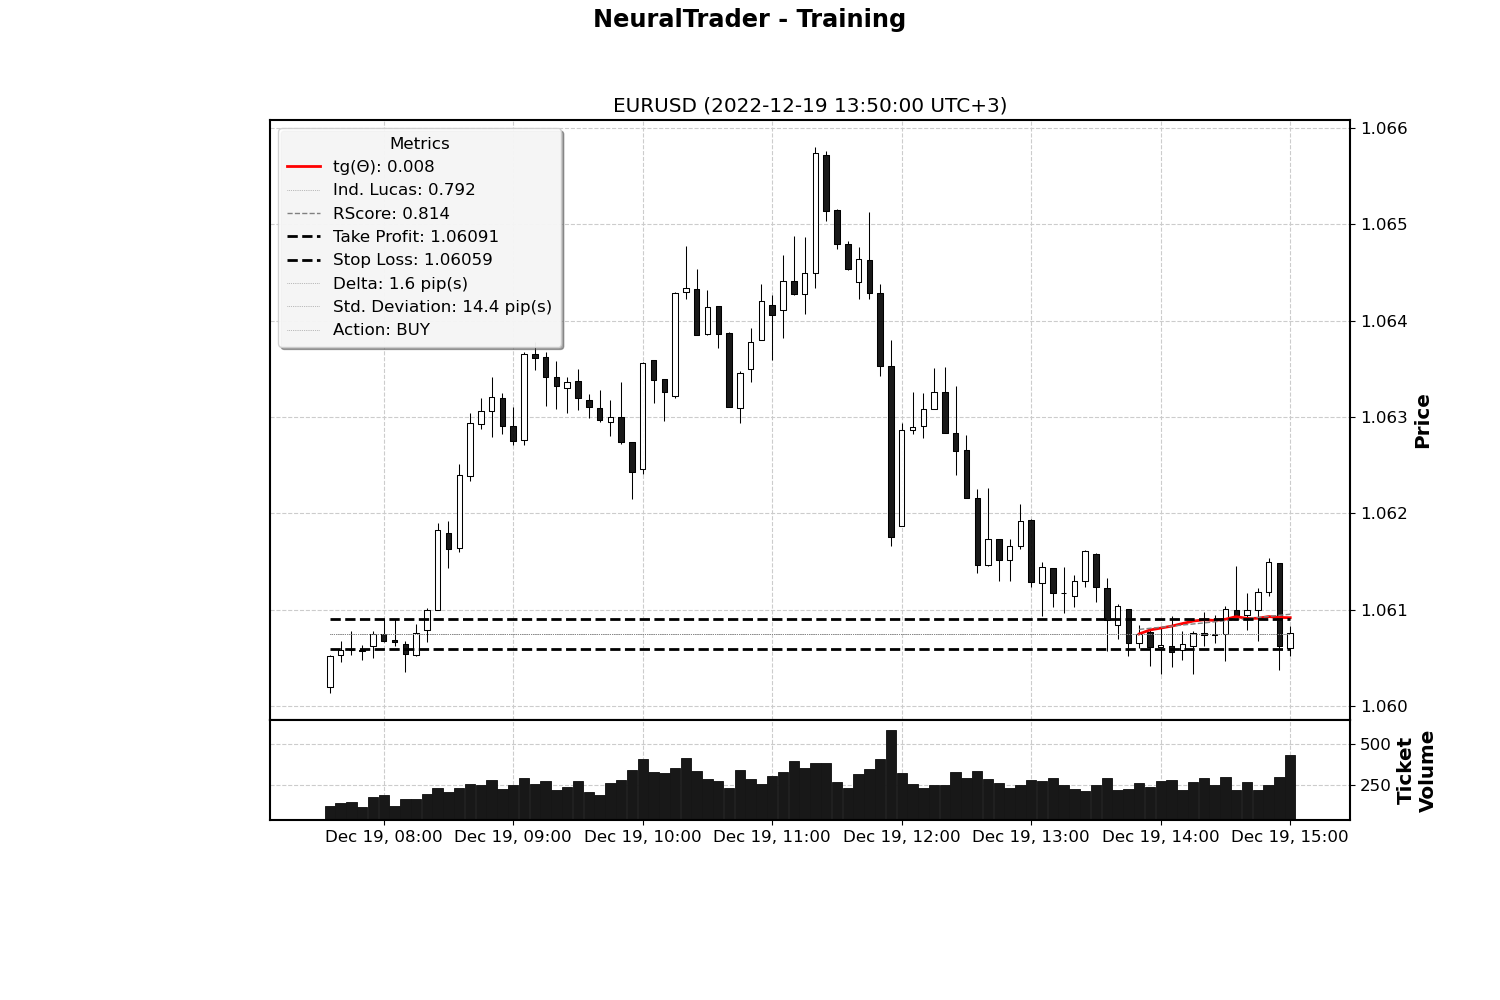 NeuralTrader - Training
EURUSD (2022-12-19 13:50:00 UTC+3)
Metrics
tg(Θ): 0.008
Ind. Lucas: 0.792
RScore: 0.814
Take Profit: 1.06091
Stop Loss: 1.06059
Delta: 1.6 pip(s)
Std. Deviation: 14.4 pip(s)
Action: BUY
1.066
1.065
1.064
1.063
1.062
1.061
1.060
Price
500
250
Ticket
Volume
Dec 19, 08:00 Dec 19, 09:00 Dec 19, 10:00 Dec 19, 11:00 Dec 19, 12:00 Dec 19, 13:00 Dec 19, 14:00 Dec 19, 15:00